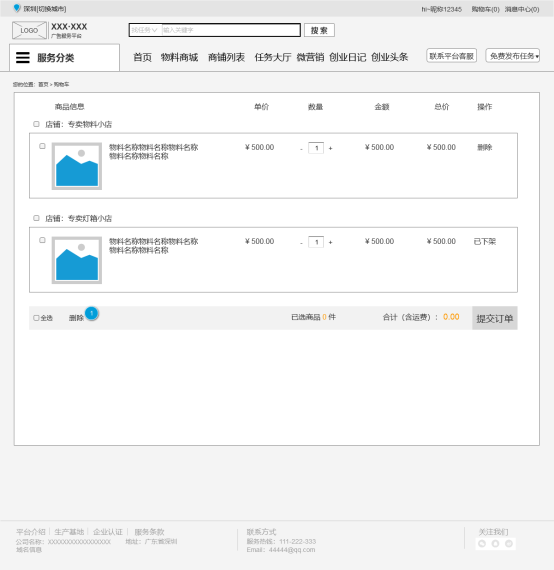 深圳[切换城市]
hi~昵称12345 购物车(0) 消息中心(0)
LOGO
XXX·XXX
广告服务平台
找任务 输入关键字
搜 索
服务分类
首页 物料商城 商铺列表 任务大厅 微营销 创业日记 创业头条
联系平台客服
免费发布任务
您的位置：首页 > 购物车
商品信息 单价 数量 金额 总价 操作
店铺：专卖物料小店
物料名称物料名称物料名称
物料名称物料名称
¥ 500.00 - 1 + ¥ 500.00 ¥ 500.00 删除
店铺：专卖灯箱小店
物料名称物料名称物料名称
物料名称物料名称
¥ 500.00 - 1 + ¥ 500.00 ¥ 500.00 已下架
全选 删除 1 已选商品 0 件 合计（含运费）：0.00 提交订单
平台介绍 | 生产基地 | 企业认证 | 服务条款
公司名称：XXXXXXXXXXXXXXXX 地址：广东省深圳
域名信息
联系方式
服务热线：111-222-333
Email：44444@qq.com
关注我们